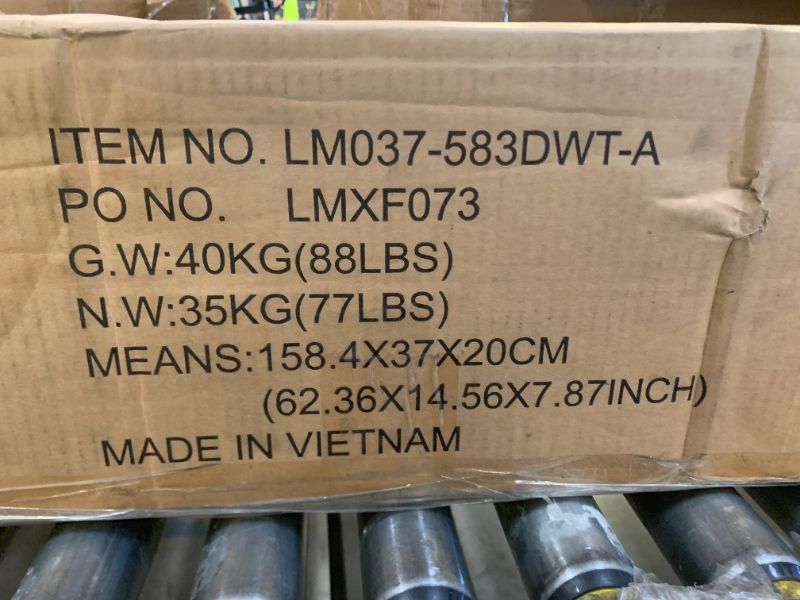 ITEM NO. LM037-583DWT-A
PO NO. LMXF073
G.W:40KG(88LBS)
N.W:35KG(77LBS)
MEANS:158.4X37X20CM
(62.36X14.56X7.87INCH)
MADE IN VIETNAM